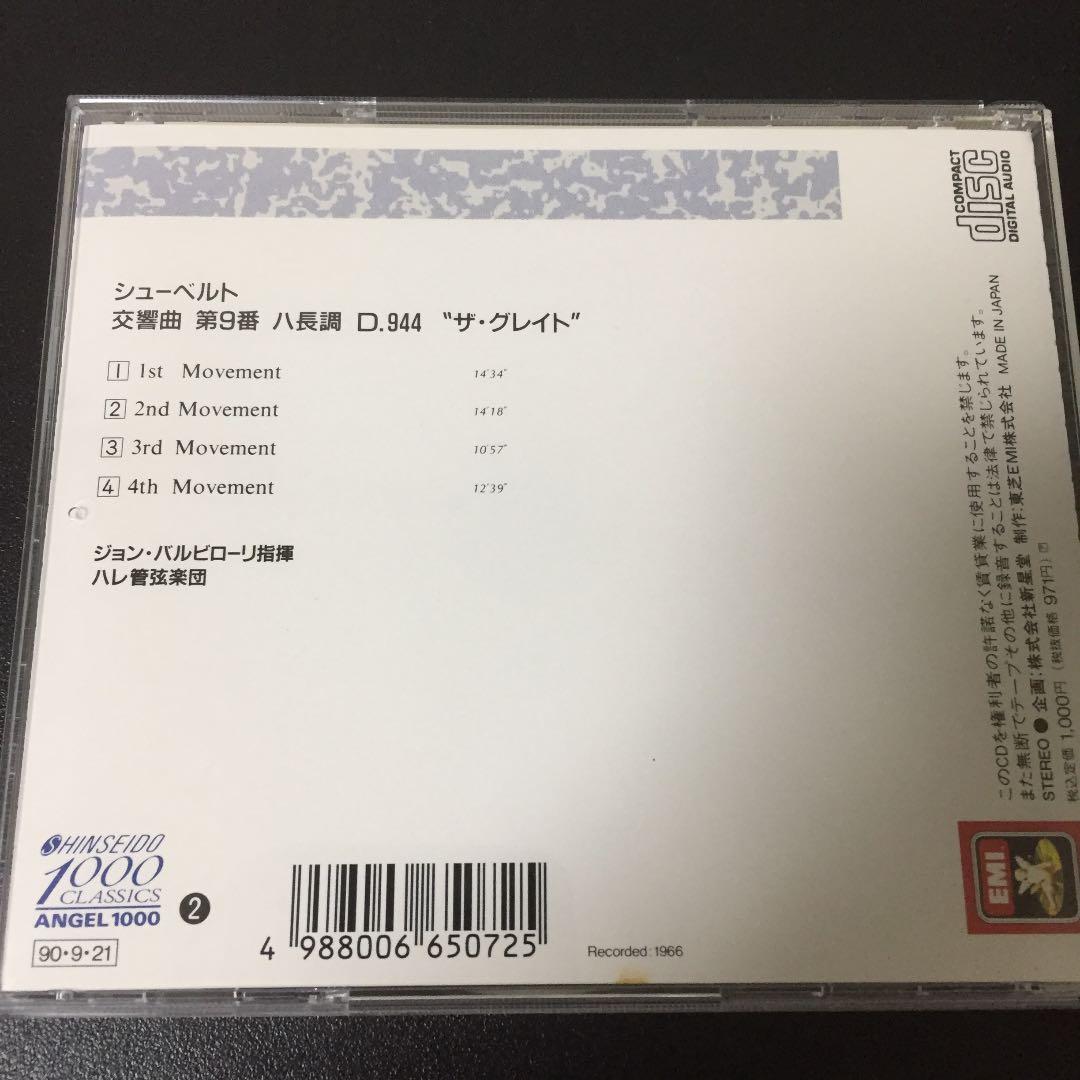 COMPACT
disc
DIGITAL AUDIO
シューベルト
交響曲 第9番 ハ長調 D.944 “ザ・グレイト”
1 1st Movement 14'34"
2 2nd Movement 14'18"
3 3rd Movement 10'57"
4 4th Movement 12'39"
ジョン・バルビローリ指揮
ハレ管弦楽団
このCDを権利者の許諾なく賃貸業に使用することを禁じます。
また無断でテープその他に録音することは法律で禁じられています。
STEREO ● 企画:株式会社新星堂 制作:東芝EMI株式会社 MADE IN JAPAN
税込定価 1,000円 (税抜価格 971円)
EMI
SHINSEIDO
1000
CLASSICS
ANGEL 1000
2
90・9・21
4 988006 650725
Recorded:1966